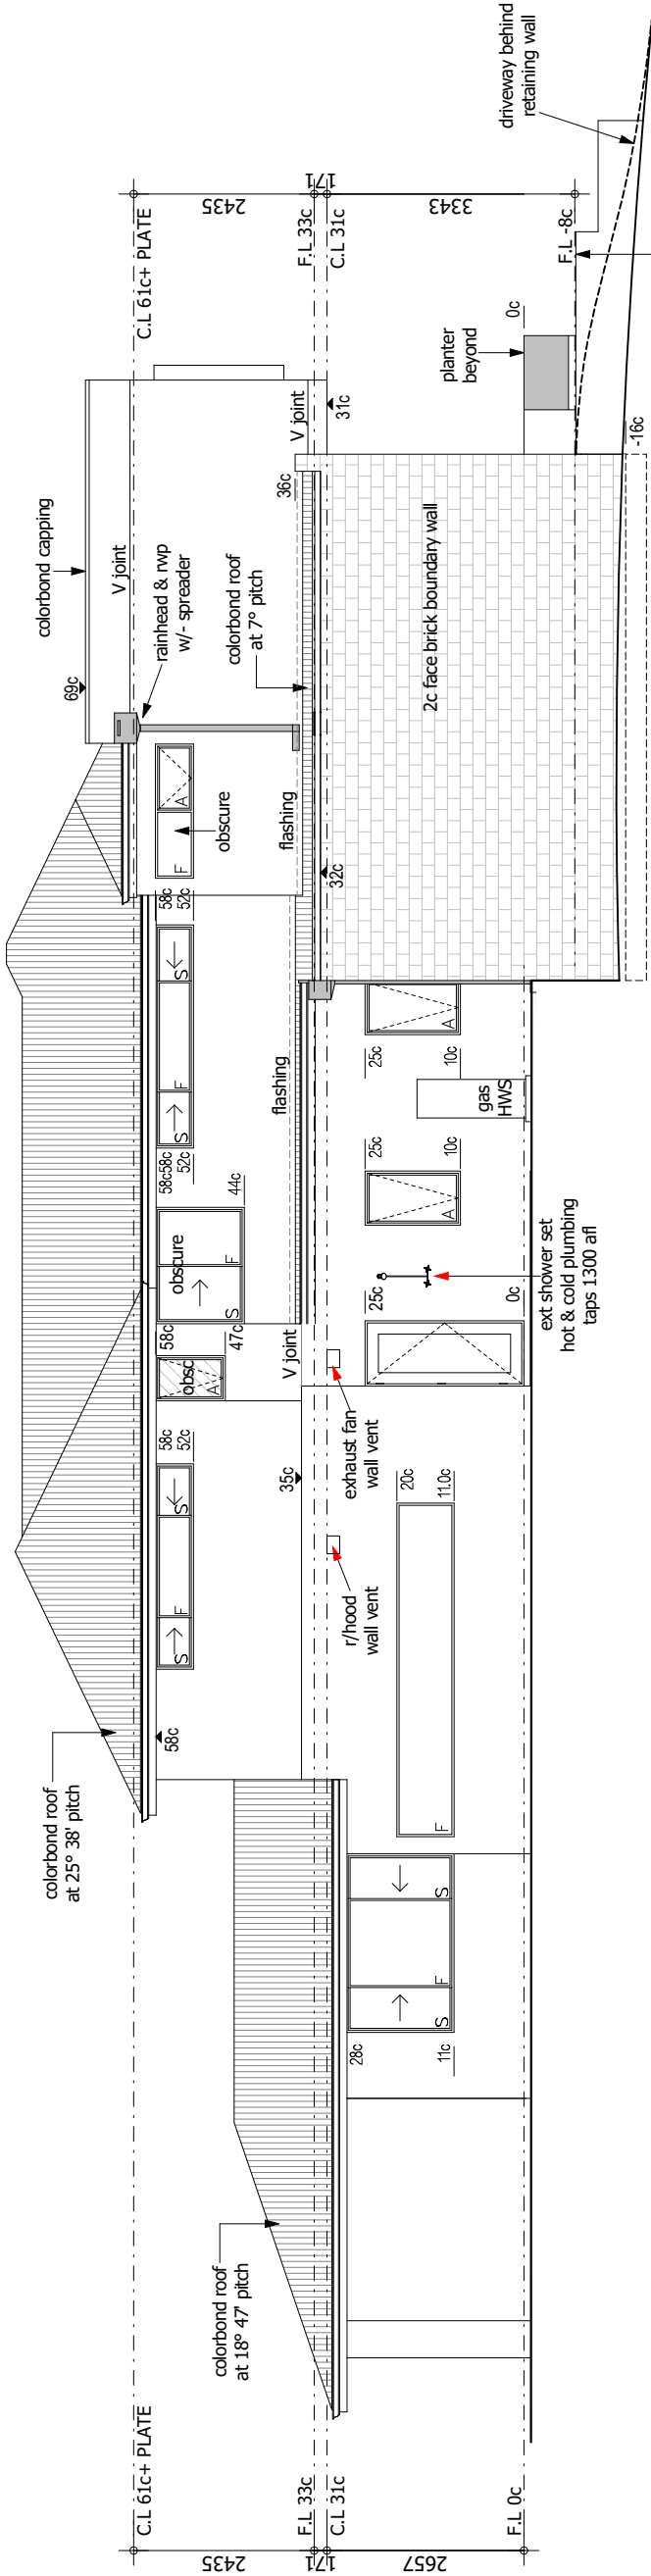 C.L 61c+ PLATE
2435
F.L 33c
171
C.L 31c
2657
F.L 0c
colorbond roof
at 18° 47' pitch
colorbond roof
at 25° 38' pitch
28c
11c
S
F
S
F
20c
11.0c
58c
r/hood
wall vent
exhaust fan
wall vent
35c
S
F
S
58c
52c
obsc
A
58c
47c
V joint
obscure
S
F
58c
44c
25c
0c
ext shower set
hot & cold plumbing
taps 1300 afl
A
25c
10c
gas
HWS
A
25c
10c
58c
52c
S
F
S
58c
52c
flashing
flashing
F
A
obscure
32c
rainhead & rwp
w/- spreader
colorbond roof
at 7° pitch
69c
colorbond capping
V joint
36c
V joint
31c
2c face brick boundary wall
-16c
planter
beyond
0c
C.L 61c+ PLATE
2435
F.L 33c
171
C.L 31c
3343
F.L -8c
driveway behind
retaining wall